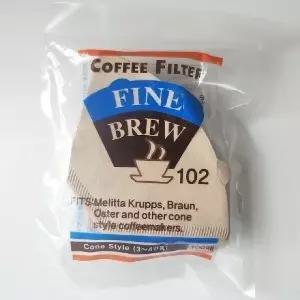 COFFEE FILTER
FINE
BREW
102
FITS: Melitta Krupps, Braun,
Oster and other cone
style coffeemakers.
Cone Style